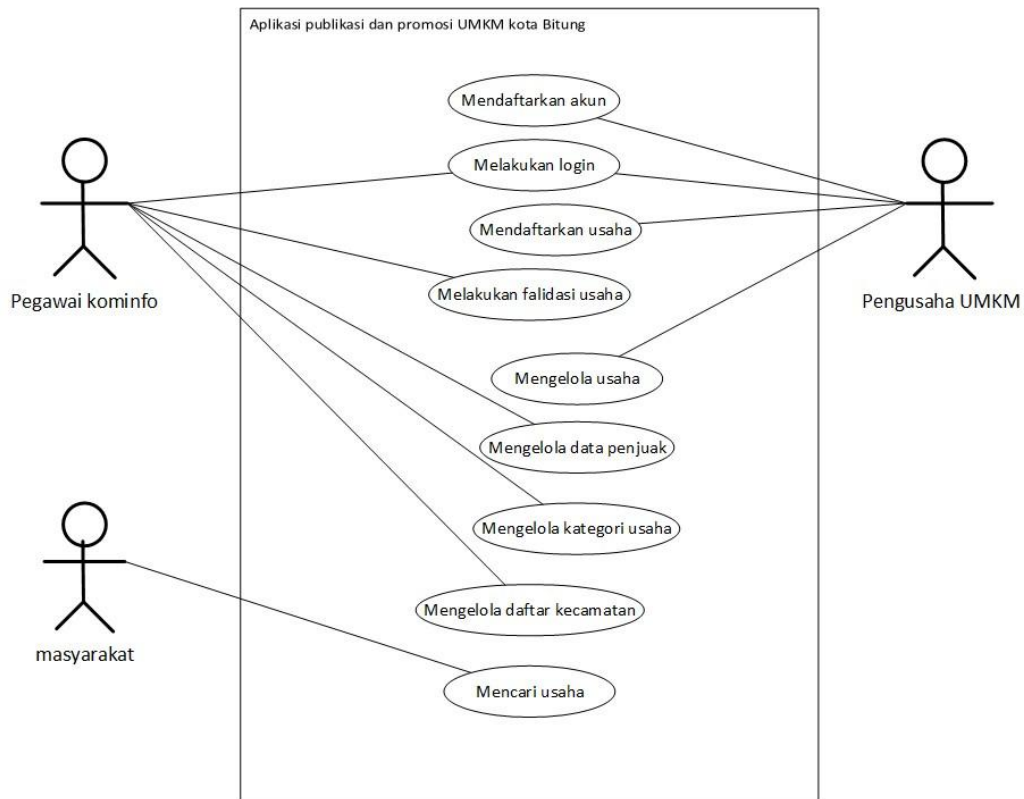 Aplikasi publikasi dan promosi UMKM kota Bitung
Mendaftarkan akun
Melakukan login
Mendaftarkan usaha
Melakukan falidasi usaha
Pegawai kominfo
Pengusaha UMKM
Mengelola usaha
Mengelola data penjuak
Mengelola kategori usaha
Mengelola daftar kecamatan
masyarakat
Mencari usaha